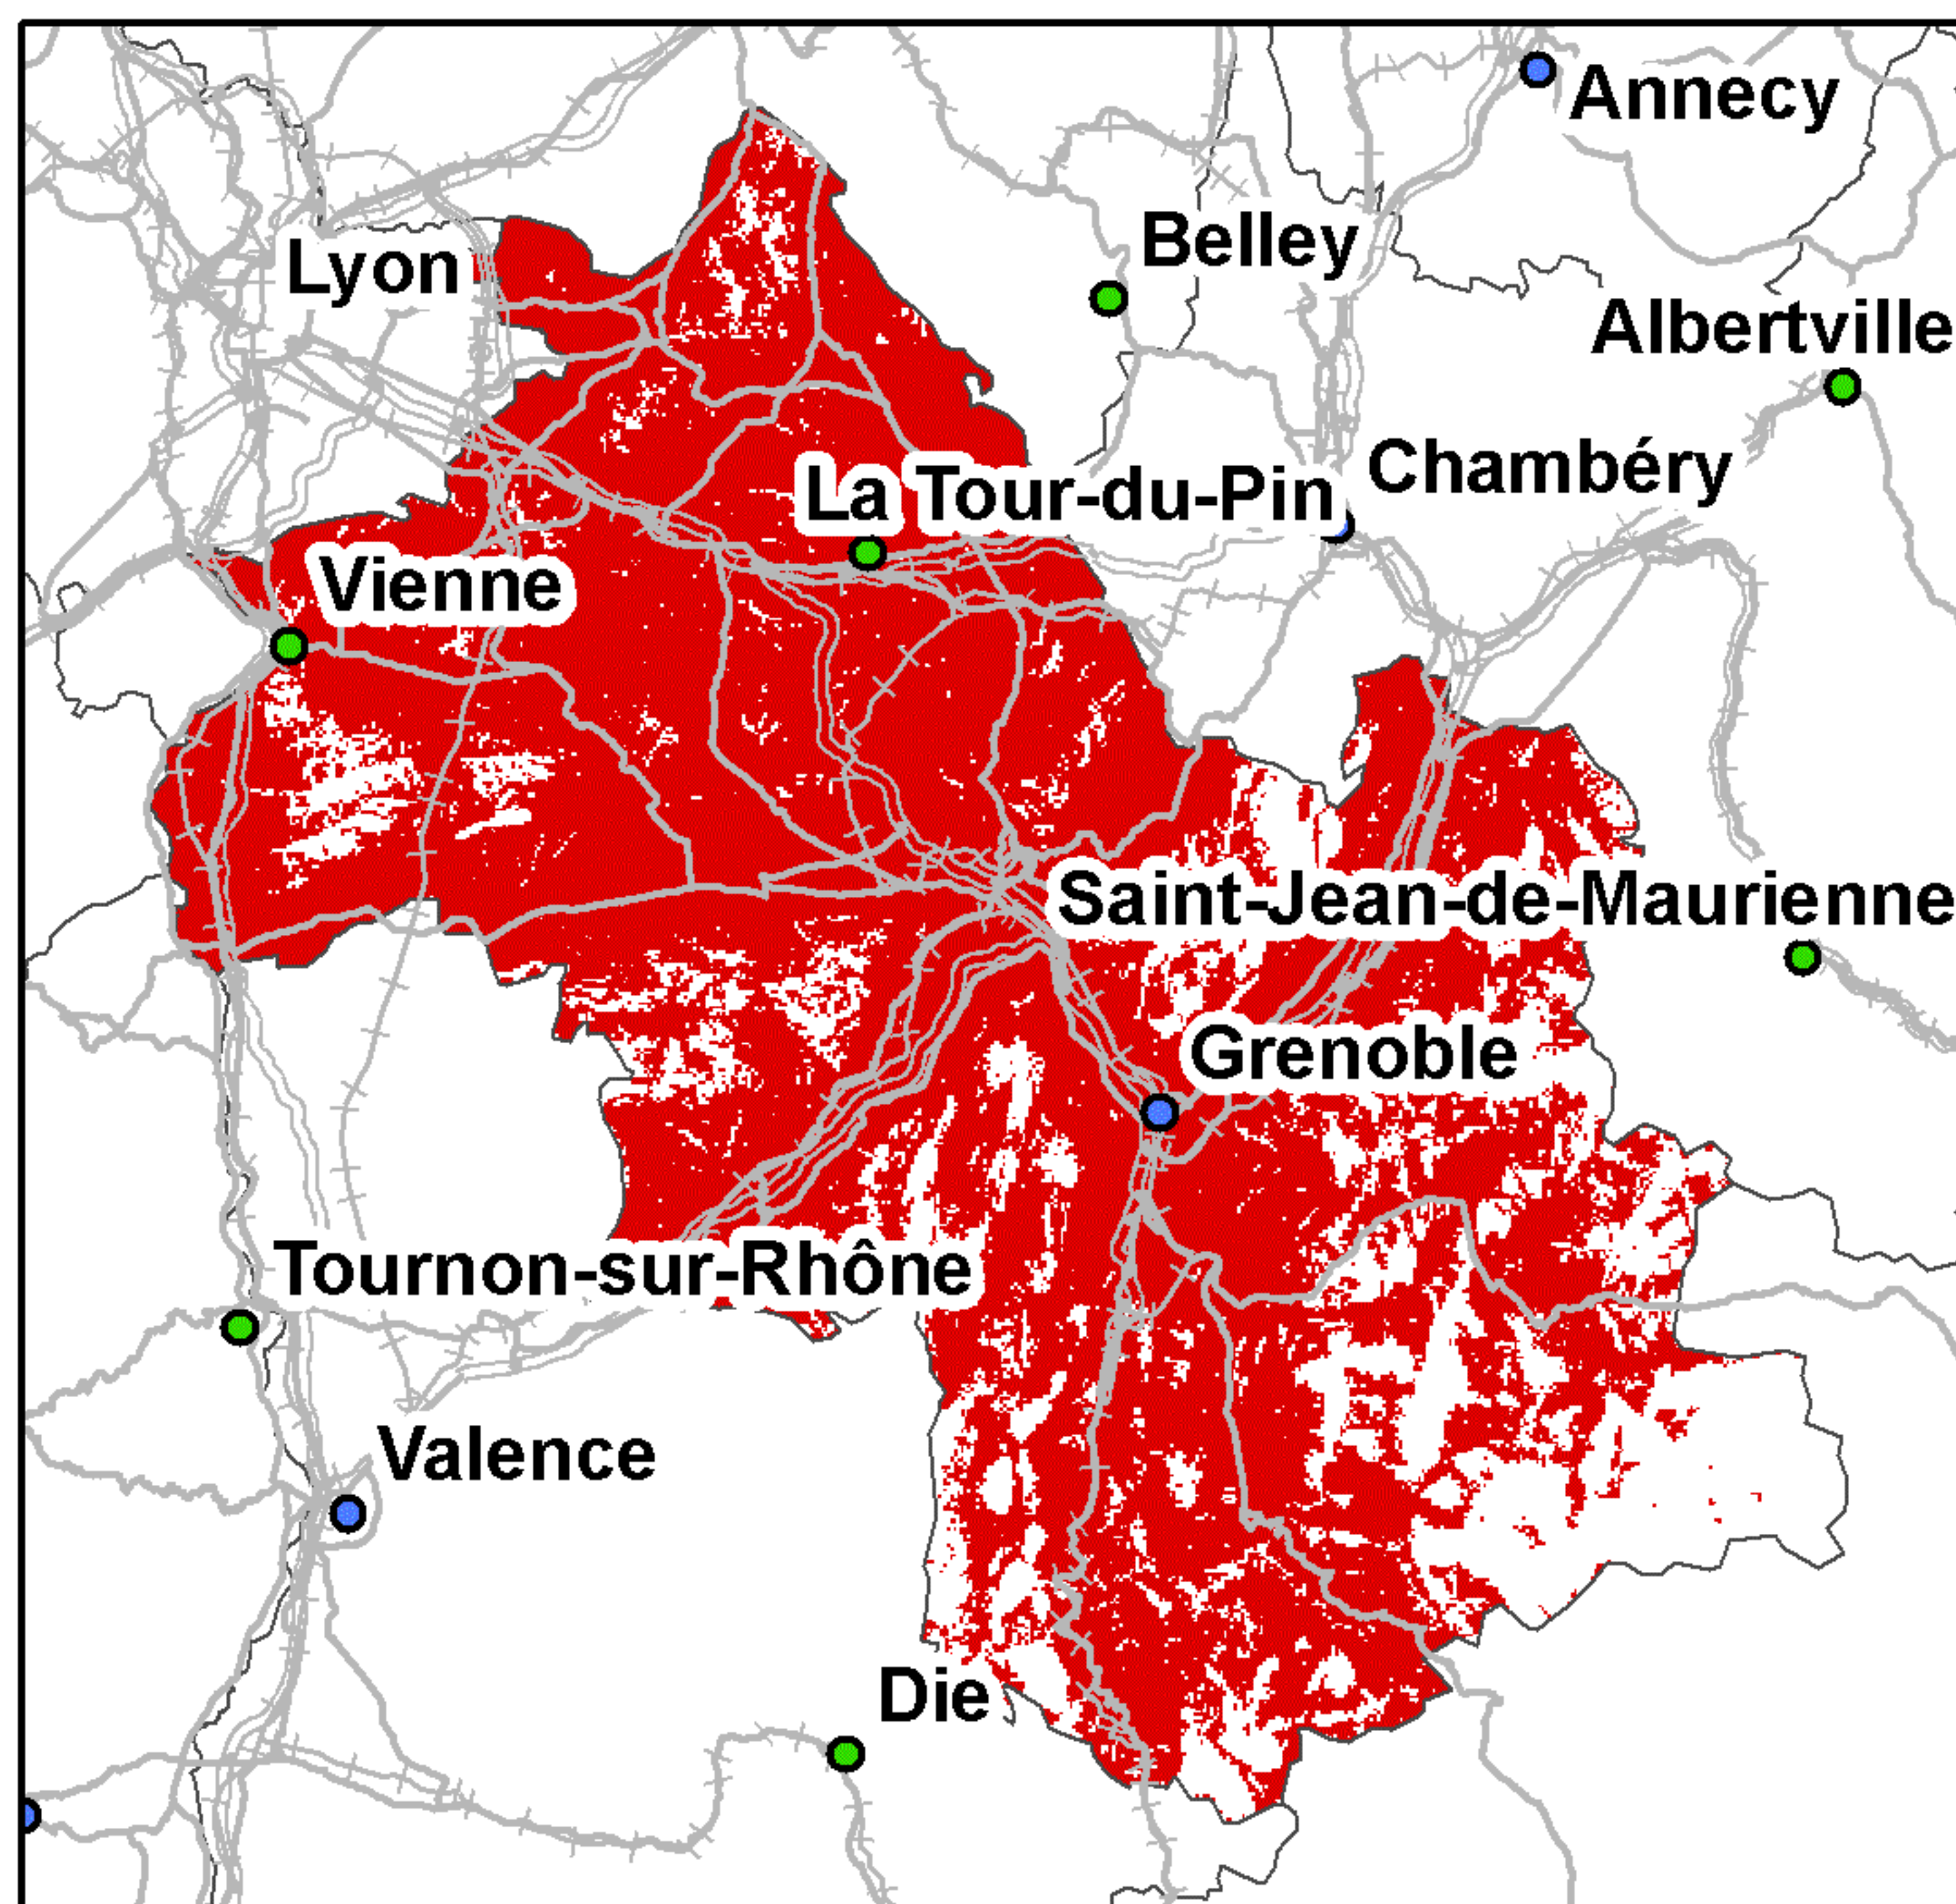 Annecy
Belley
Lyon
Albertville
Chambéry
La Tour-du-Pin
Vienne
Saint-Jean-de-Maurienne
Grenoble
Tournon-sur-Rhône
Valence
Die